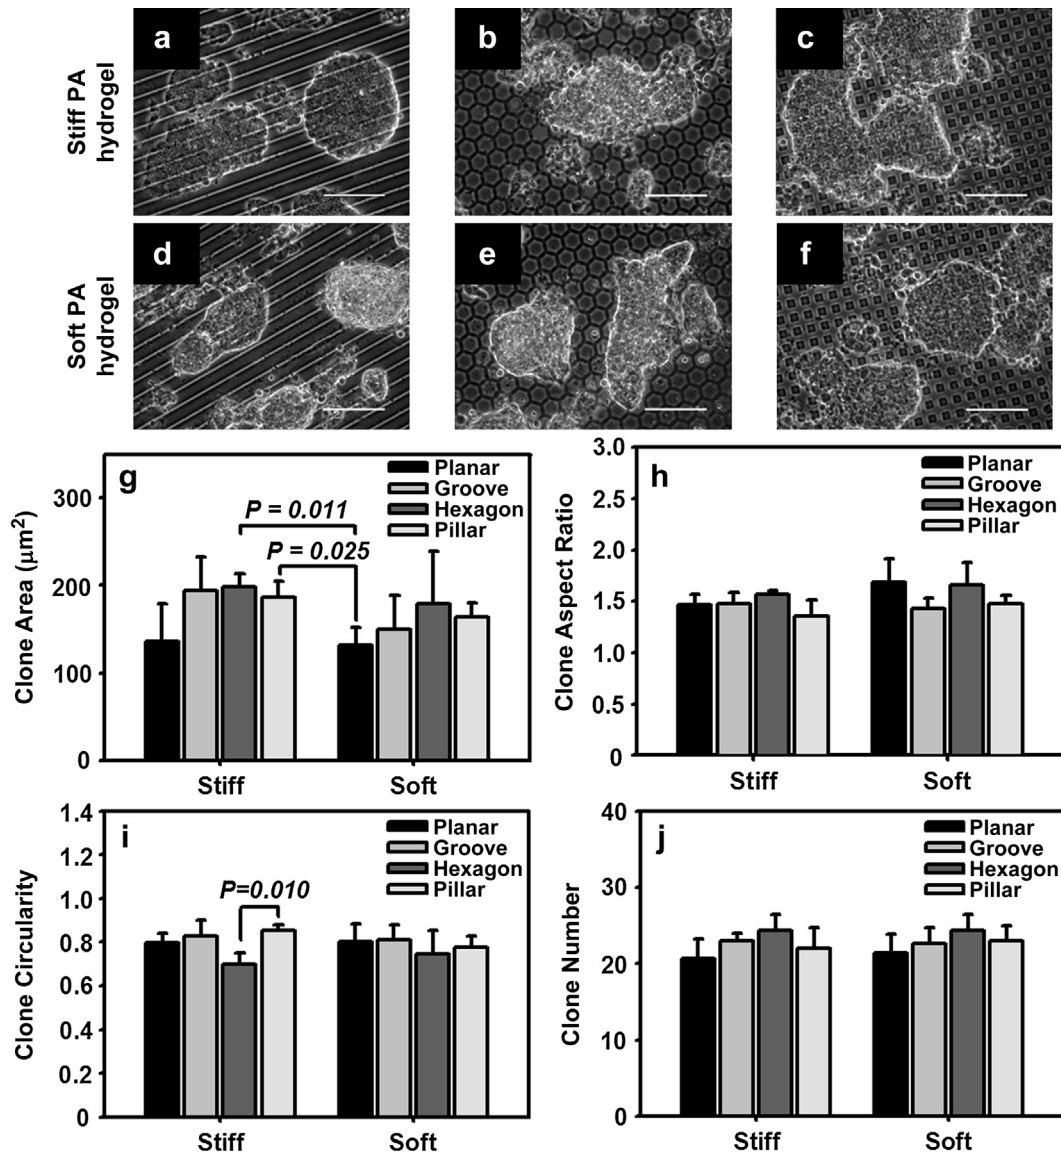 Stiff PA
hydrogel
a
b
c
Soft PA
hydrogel
d
e
f
g
Clone Area (μm²)
300
200
100
0
Planar
Groove
Hexagon
Pillar
P = 0.011
P = 0.025
Stiff
Soft
h
Clone Aspect Ratio
3.0
2.5
2.0
1.5
1.0
0.5
0
Planar
Groove
Hexagon
Pillar
Stiff
Soft
i
Clone Circularity
1.4
1.2
1.0
0.8
0.6
0.4
0.2
0
Planar
Groove
Hexagon
Pillar
P=0.010
Stiff
Soft
j
Clone Number
40
30
20
10
0
Planar
Groove
Hexagon
Pillar
Stiff
Soft